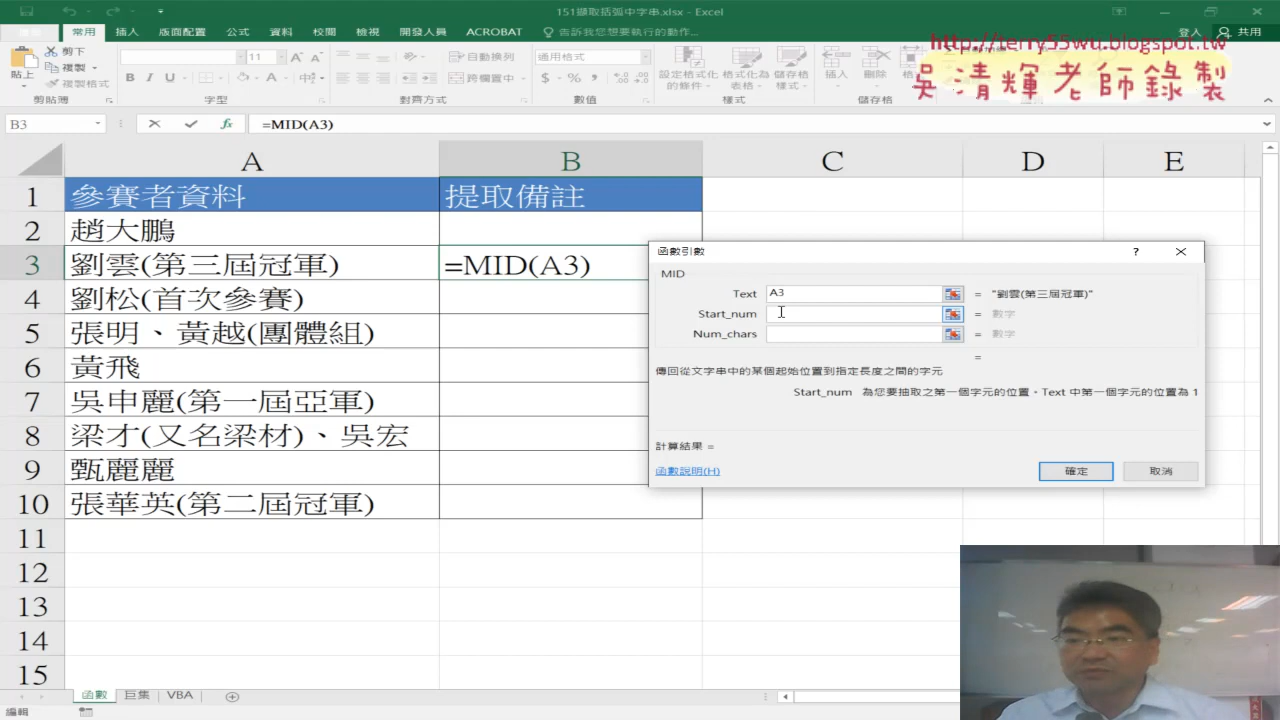 151擷取括弧中字串.xlsx - Excel
常用 插入 版面配置 公式 資料 校閱 檢視 開發人員 ACROBAT 告訴我您想要執行的動作... 登入 共用
http://terry55wu.blogspot.tw
吳清輝老師錄製
貼上 剪下 複製 複製格式 11 自動換列 跨欄置 通用格式 設定格式化的條件 格式化為表格 儲存格樣式 插入 刪除
剪貼簿 字型 對齊方式 數值 樣式 儲存格
B3 =MID(A3)
A B C D E
1 參賽者資料 提取備註
2 趙大鵬
3 劉雲(第三屆冠軍) =MID(A3)
4 劉松(首次參賽)
5 張明、黃越(團體組)
6 黃飛
7 吳申麗(第一屆亞軍)
8 梁才(又名梁材)、吳宏
9 甄麗麗
10 張華英(第二屆冠軍)
11
12
13
14
15
函數引數 ?
MID
Text A3 = "劉雲(第三屆冠軍)"
Start_num = 數字
Num_chars = 數字
=
傳回從文字串中的某個起始位置到指定長度之間的字元
Start_num 為您要抽取之第一個字元的位置。Text 中第一個字元的位置為 1
計算結果 =
函數說明(H) 確定 取消
函數 巨集 VBA
編輯